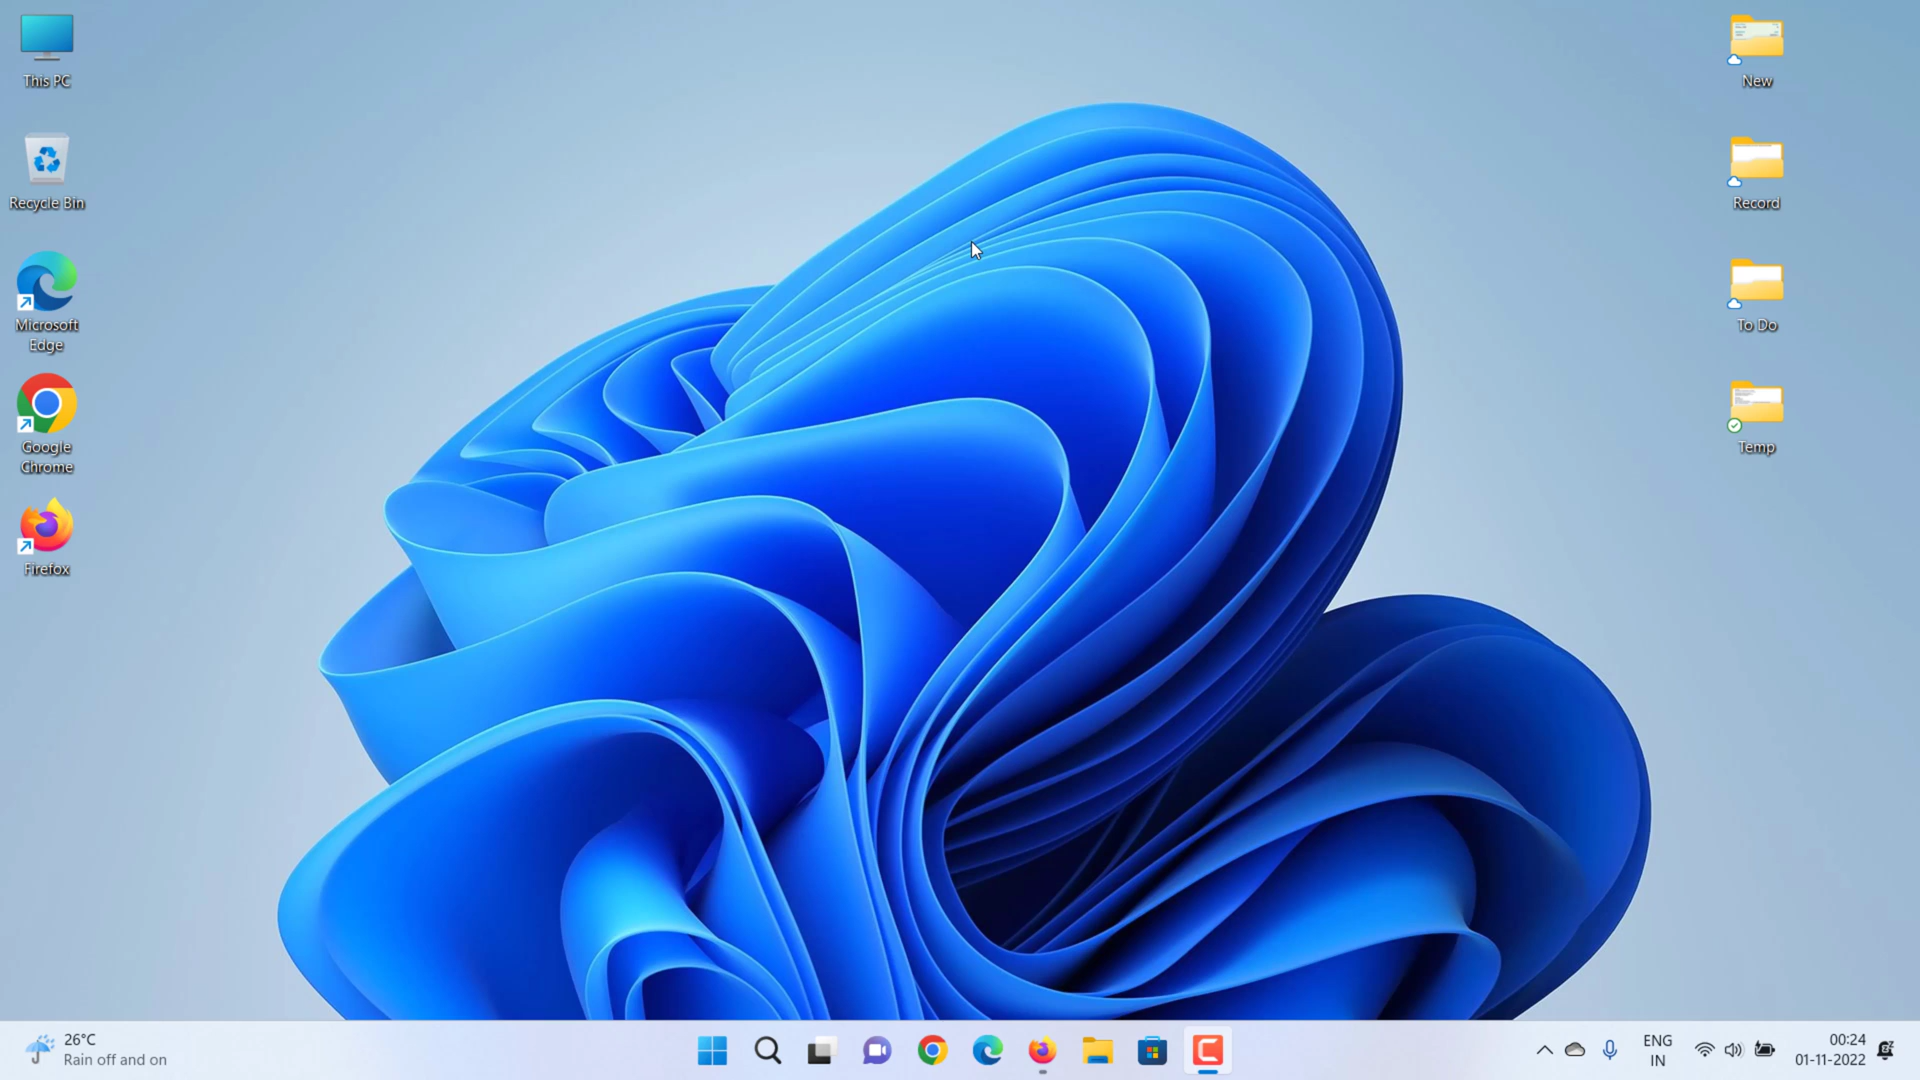 This PC
Recycle Bin
Microsoft
Edge
Google
Chrome
Firefox
New
Record
To Do
Temp
26°C
Rain off and on
ENG
IN
00:24
01-11-2022